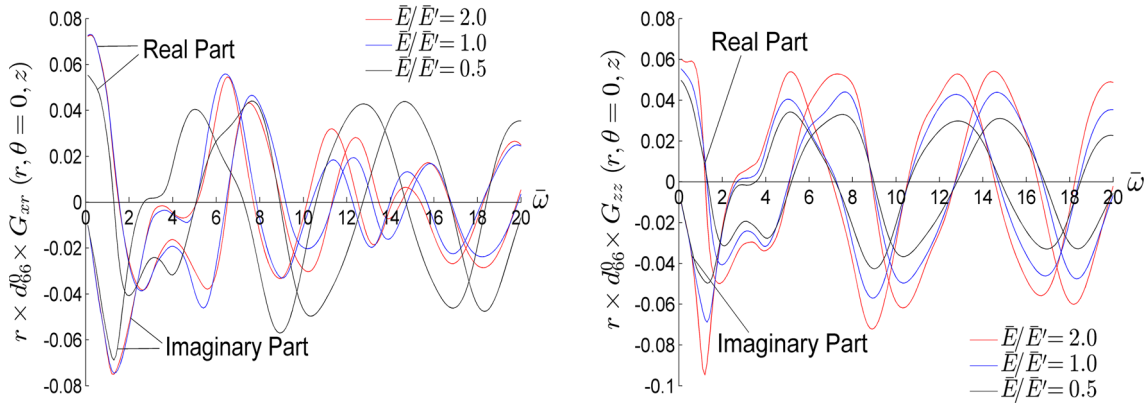 0.08
0.06
0.04
0.02
0
-0.02
-0.04
-0.06
-0.08
0 2 4 6 8 10 12 14 16 18 20
r × d⁰₆₆ × G_xr (r, θ = 0, z)
ω̄
Real Part
Imaginary Part
Ē/Ē′ = 2.0
Ē/Ē′ = 1.0
Ē/Ē′ = 0.5
0.08
0.06
0.04
0.02
0
-0.02
-0.04
-0.06
-0.08
-0.1
0 2 4 6 8 10 12 14 16 18 20
r × d⁰₆₆ × G_zz (r, θ = 0, z)
ω̄
Real Part
Imaginary Part
Ē/Ē′ = 2.0
Ē/Ē′ = 1.0
Ē/Ē′ = 0.5